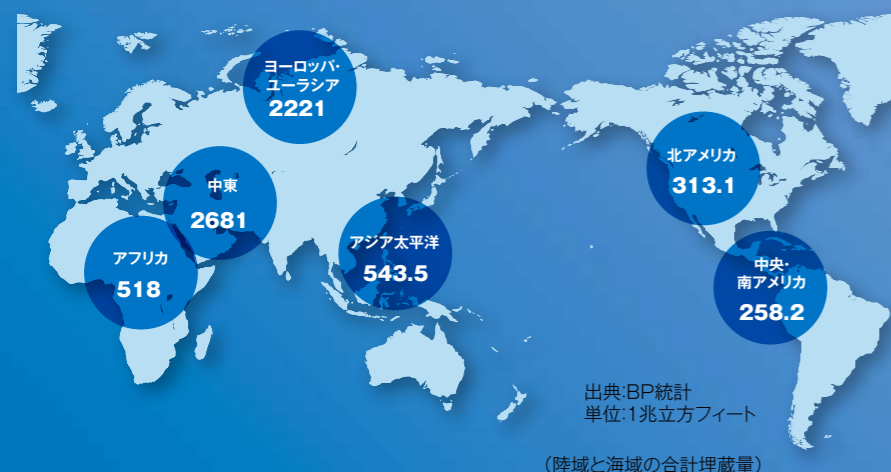 ヨーロッパ・
ユーラシア
2221
中東
2681
アフリカ
518
アジア太平洋
543.5
北アメリカ
313.1
中央・
南アメリカ
258.2
出典:BP統計
単位:1兆立方フィート
（陸域と海域の合計埋蔵量）